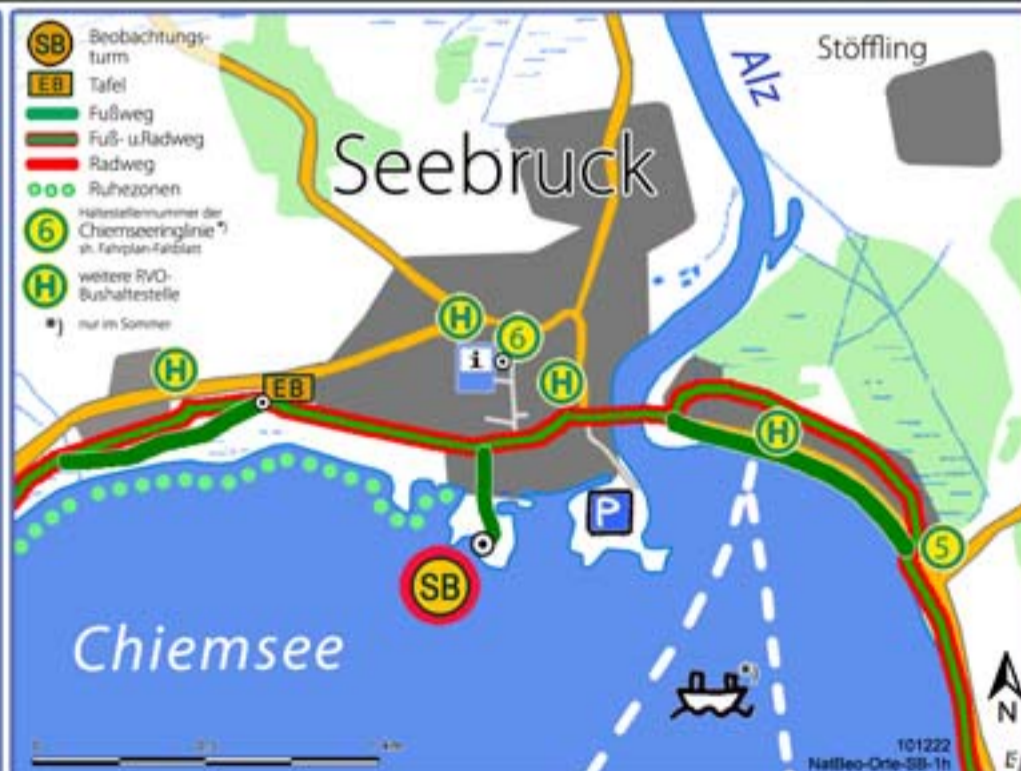 SB Beobachtungs-
turm
EB Tafel
Fußweg
Fuß- u.Radweg
Radweg
Ruhezonen
Haltestellennummer der
6 Chiemseeringlinie *)
sh. Fahrplan-Faltblatt
H weitere RVO-
Bushaltestelle
*) nur im Sommer
Stöffling
Alz
Seebruck
H
6
i
H
H
EB
H
P
5
SB
Chiemsee
*)
N
0
101222
NatBeo-Orte-SB-1h